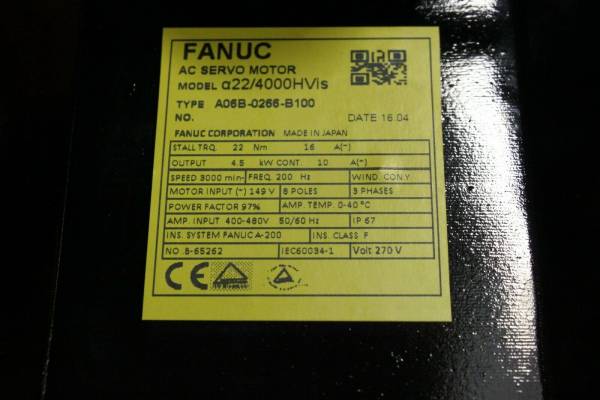 FANUC
AC SERVO MOTOR
MODEL α22/4000HVis
TYPE A06B-0266-B100
NO. DATE 16.04
FANUC CORPORATION MADE IN JAPAN
STALL TRQ. 22 Nm 16 A(~)
OUTPUT 4.5 kW CONT. 10 A(~)
SPEED 3000 min- FREQ. 200 Hz WIND. CON.Y
MOTOR INPUT (~) 149 V 8 POLES 3 PHASES
POWER FACTOR 97% AMP. TEMP. 0-40 °C
AMP. INPUT 400-480V 50/60 Hz IP 67
INS. SYSTEM FANUC A-200 INS. CLASS F
NO .B-65262 IEC60034-1 Volt 270 V
CE